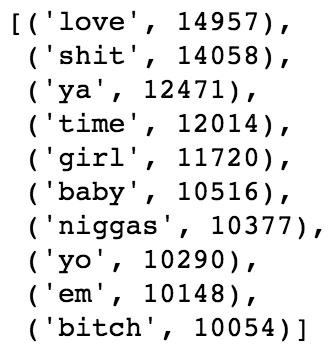 [('love', 14957),
('shit', 14058),
('ya', 12471),
('time', 12014),
('girl', 11720),
('baby', 10516),
('niggas', 10377),
('yo', 10290),
('em', 10148),
('bitch', 10054)]